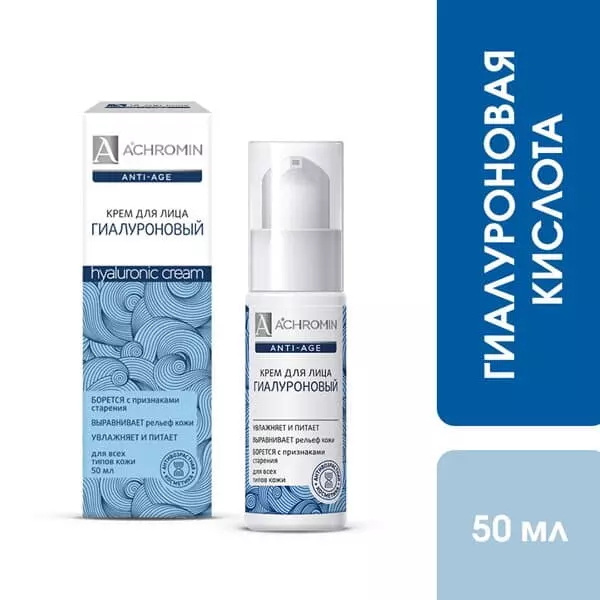 A
ACHROMIN
ANTI-AGE
КРЕМ ДЛЯ ЛИЦА
ГИАЛУРОНОВЫЙ
hyaluronic cream
БОРЕТСЯ с признаками
старения
ВЫРАВНИВАЕТ рельеф кожи
УВЛАЖНЯЕТ И ПИТАЕТ
для всех
типов кожи
50 мл
A
ACHROMIN
ANTI-AGE
КРЕМ ДЛЯ ЛИЦА
ГИАЛУРОНОВЫЙ
УВЛАЖНЯЕТ И ПИТАЕТ
ВЫРАВНИВАЕТ рельеф кожи
БОРЕТСЯ с признаками
старения
для всех
типов кожи
АНТИВОЗРАСТНАЯ
КОСМЕТИКА
ГИАЛУРОНОВАЯ
КИСЛОТА
50 мл